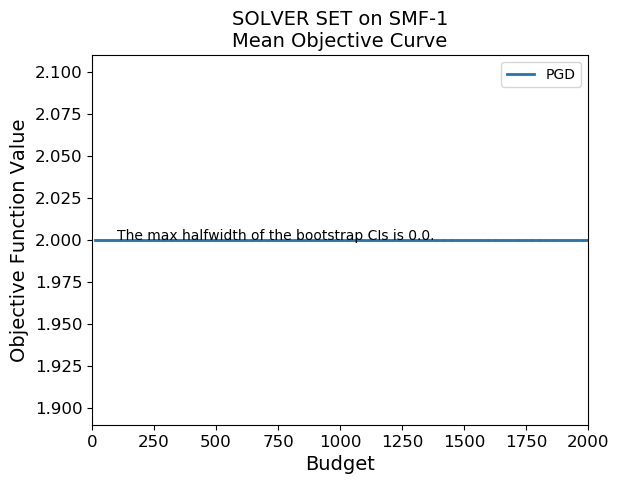 SOLVER SET on SMF-1
Mean Objective Curve
PGD
Objective Function Value
2.100
2.075
2.050
2.025
2.000
1.975
1.950
1.925
1.900
The max halfwidth of the bootstrap CIs is 0.0.
0 250 500 750 1000 1250 1500 1750 2000
Budget